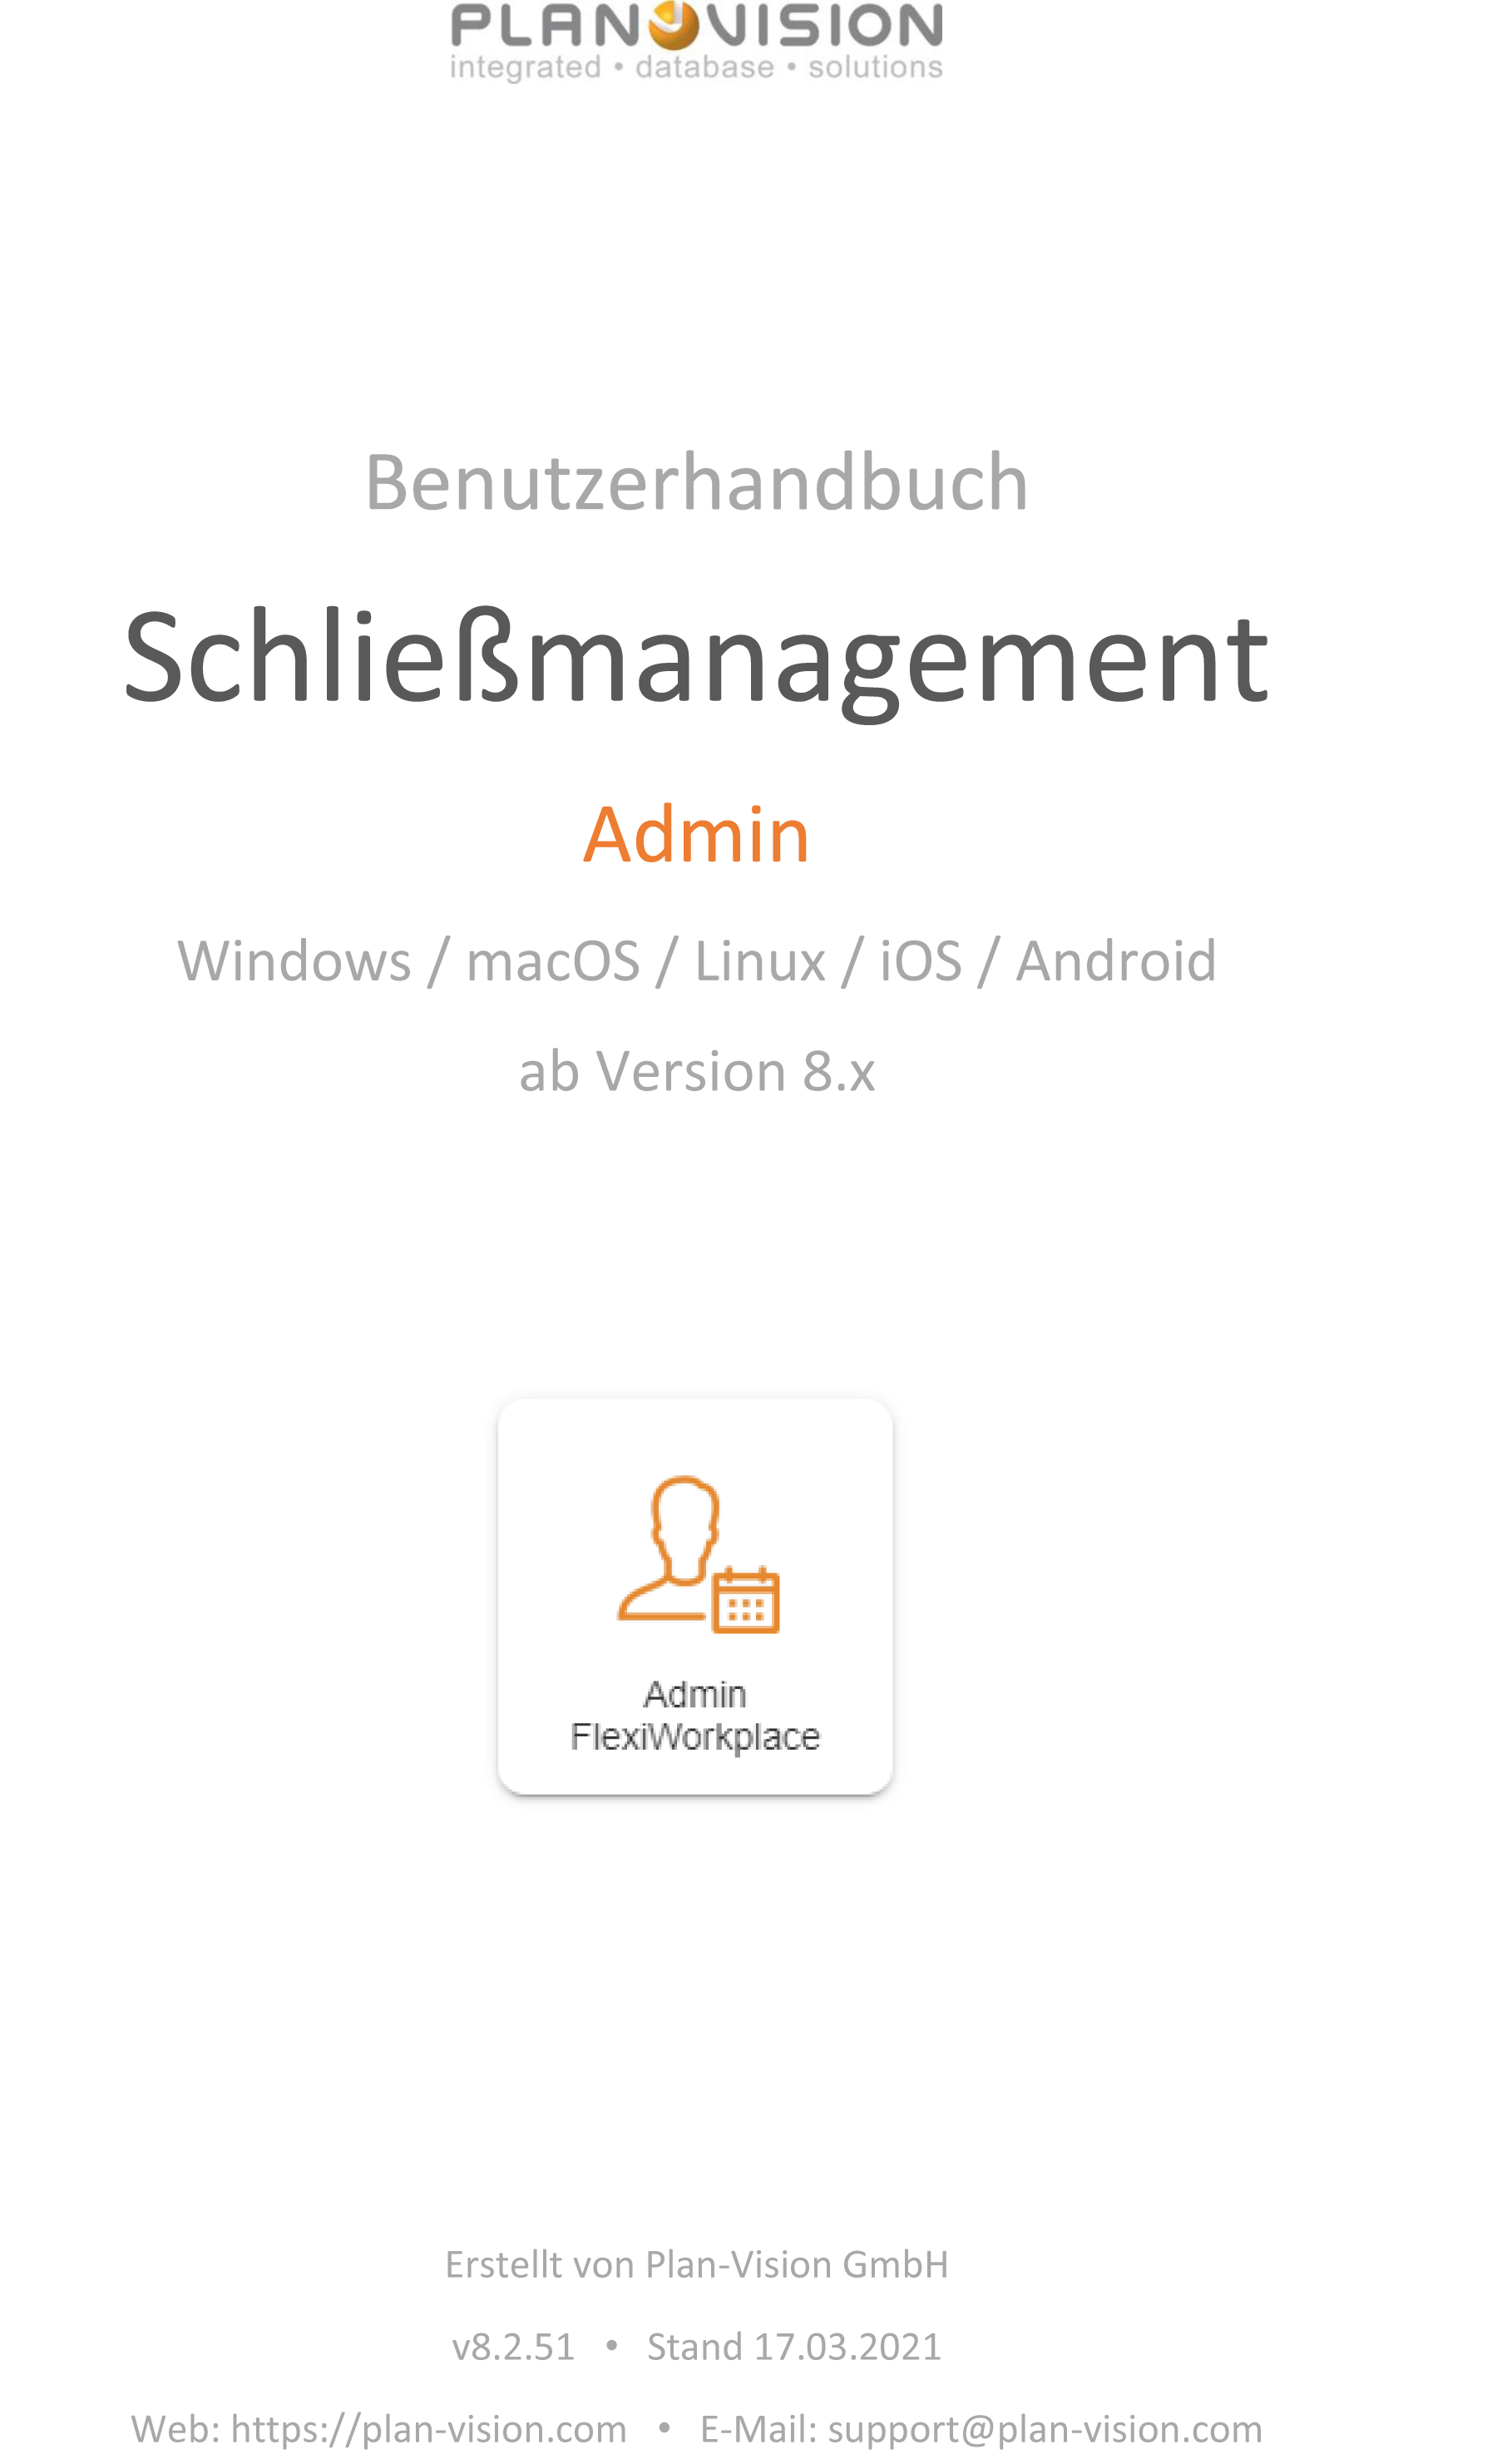 PLAN VISION
integrated • database • solutions
Benutzerhandbuch
Schließmanagement
Admin
Windows / macOS / Linux / iOS / Android
ab Version 8.x
Admin
FlexiWorkplace
Erstellt von Plan-Vision GmbH
v8.2.51 • Stand 17.03.2021
Web: https://plan-vision.com • E-Mail: support@plan-vision.com